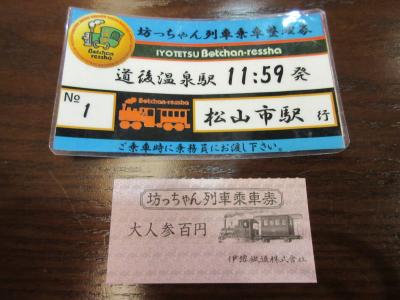 坊っちゃん列車乗車整理券
IYOTETSU Botchan-ressha
Botchan
ressha
道後温泉駅 11:59 発
Botchan-ressha
No
1
松山市駅 行
ご乗車時に乗務員にお渡し下さい。
坊っちゃん列車乗車券
大人参百円
伊豫鉄道株式会社